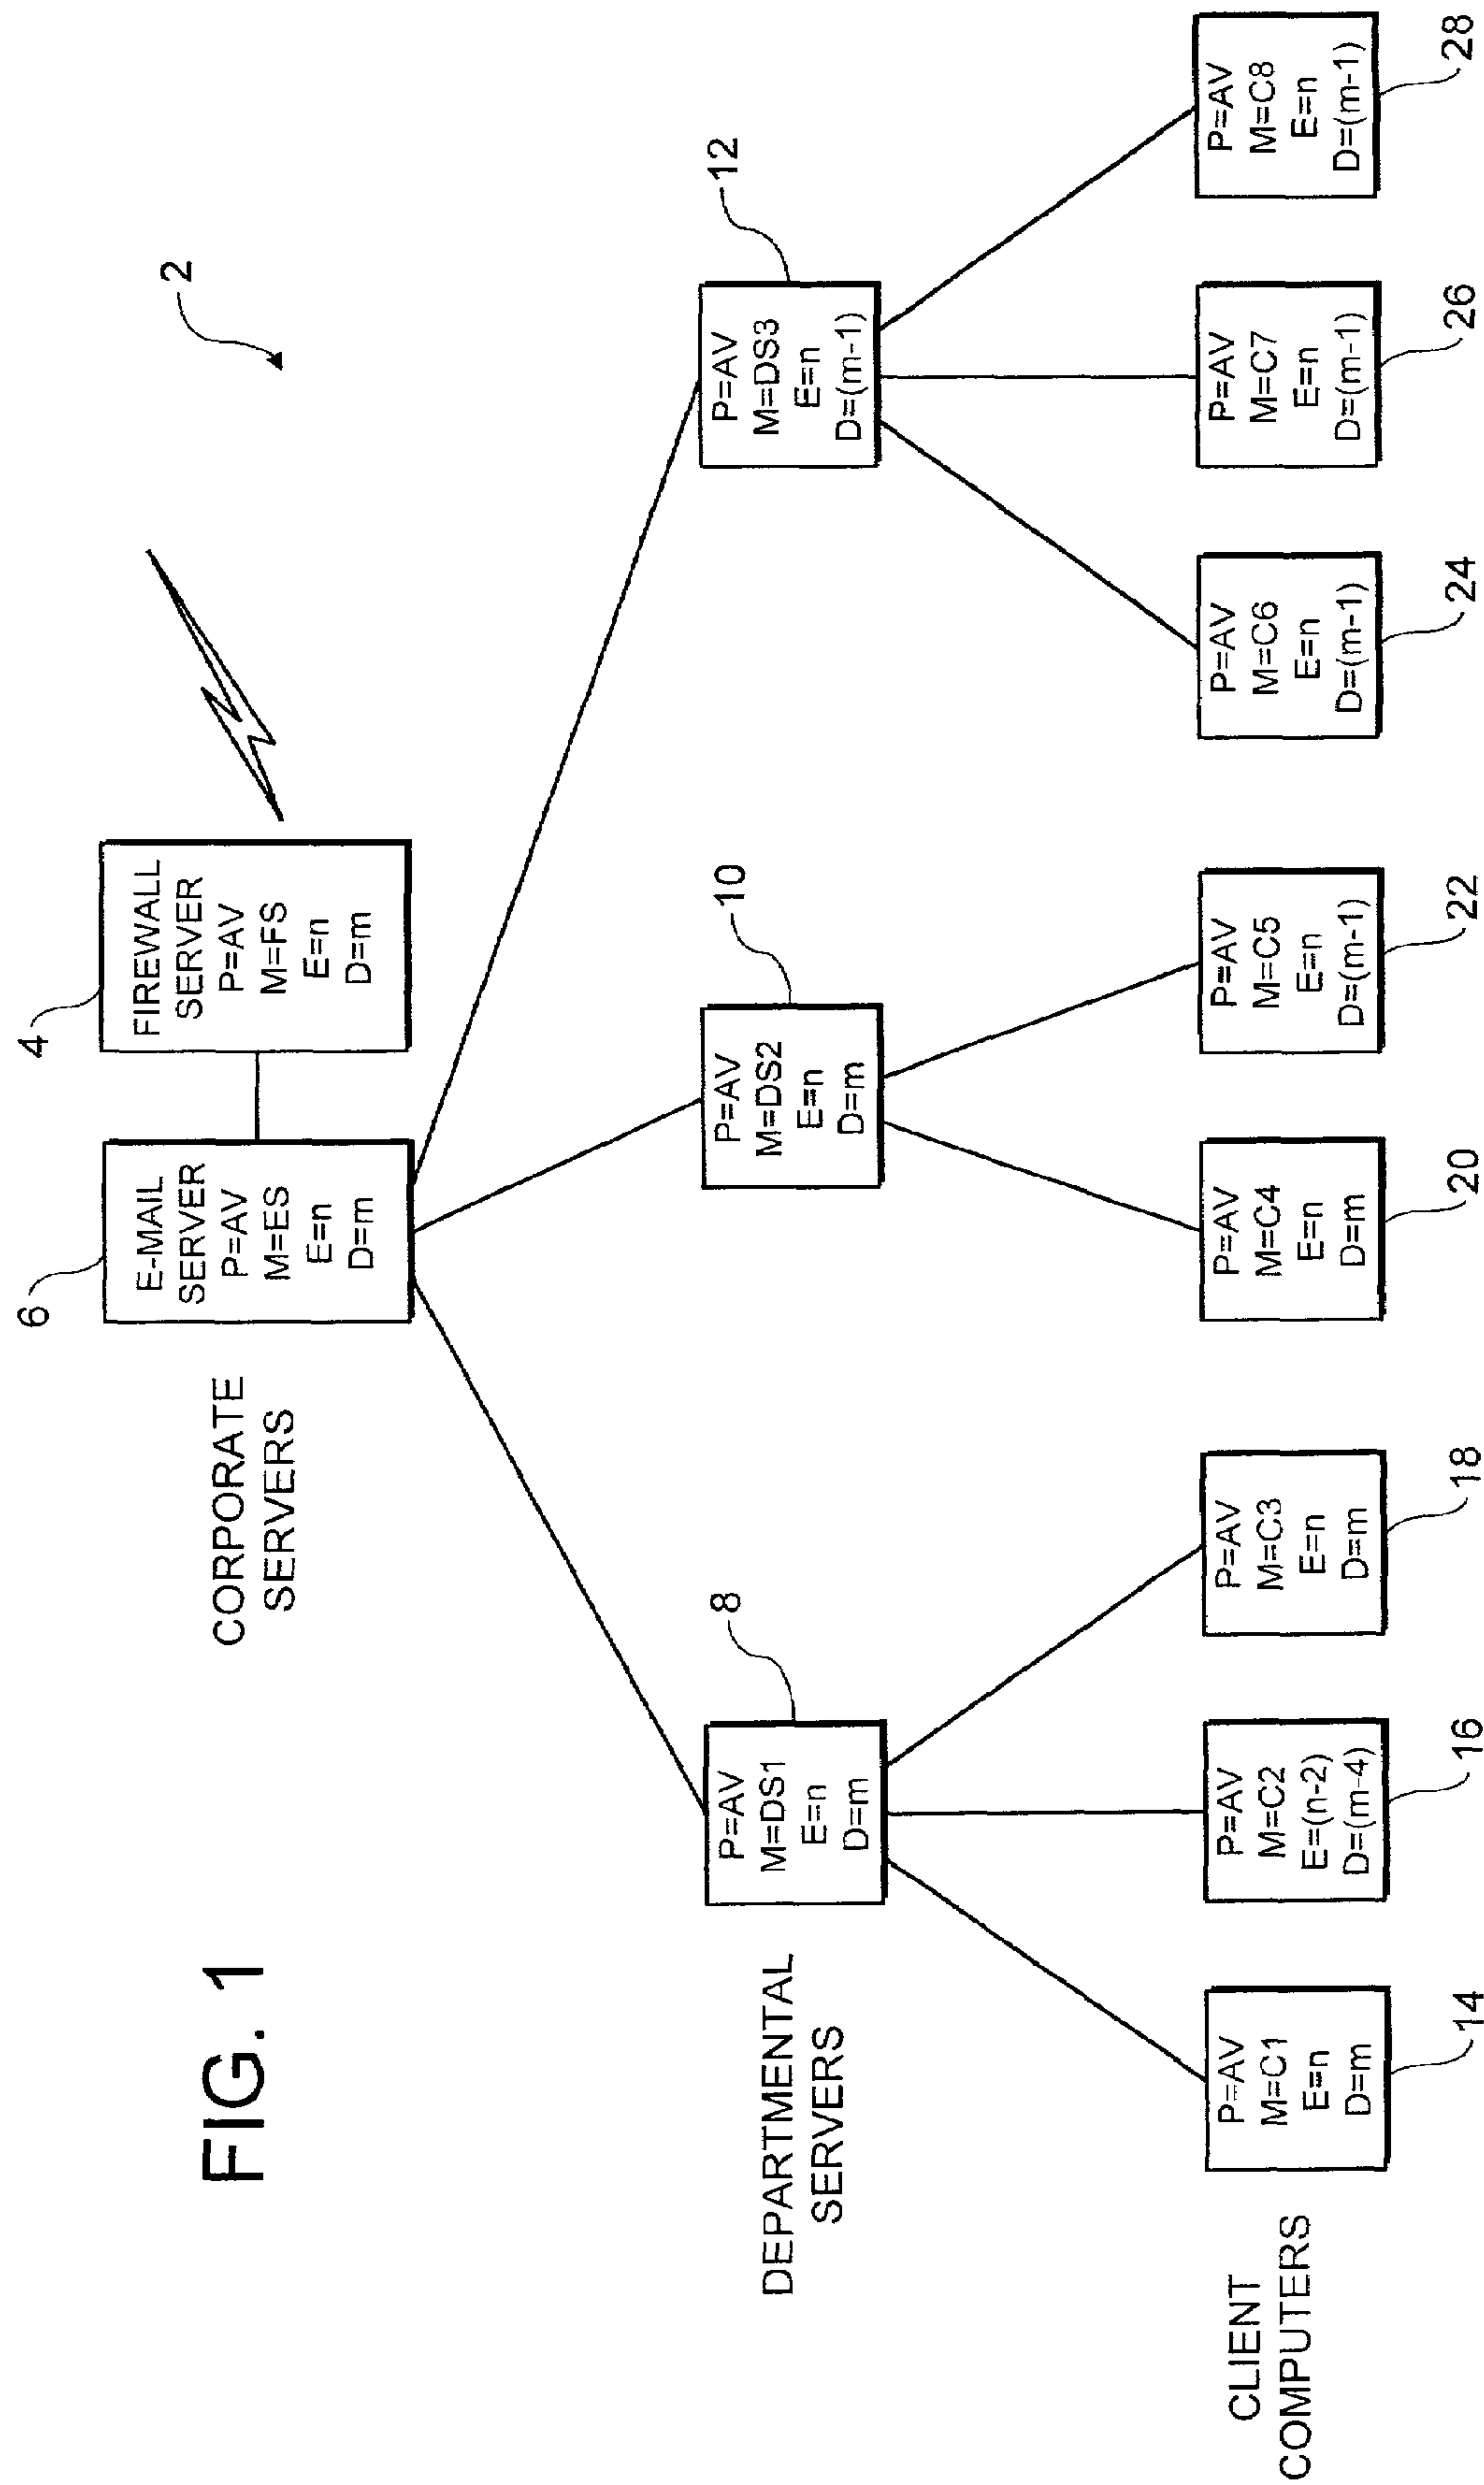 FIG. 1
2
CORPORATE
SERVERS
6
E-MAIL
SERVER
P=AV
M=ES
E=n
D=m
4
FIREWALL
SERVER
P=AV
M=FS
E=n
D=m
DEPARTMENTAL
SERVERS
8
P=AV
M=DS1
E=n
D=m
10
P=AV
M=DS2
E=n
D=m
12
P=AV
M=DS3
E=n
D=(m-1)
CLIENT
COMPUTERS
P=AV
M=C1
E=n
D=m
14
P=AV
M=C2
E=(n-2)
D=(m-4)
16
P=AV
M=C3
E=n
D=m
18
P=AV
M=C4
E=n
D=m
20
P=AV
M=C5
E=n
D=(m-1)
22
P=AV
M=C6
E=n
D=(m-1)
24
P=AV
M=C7
E=n
D=(m-1)
26
P=AV
M=C8
E=n
D=(m-1)
28